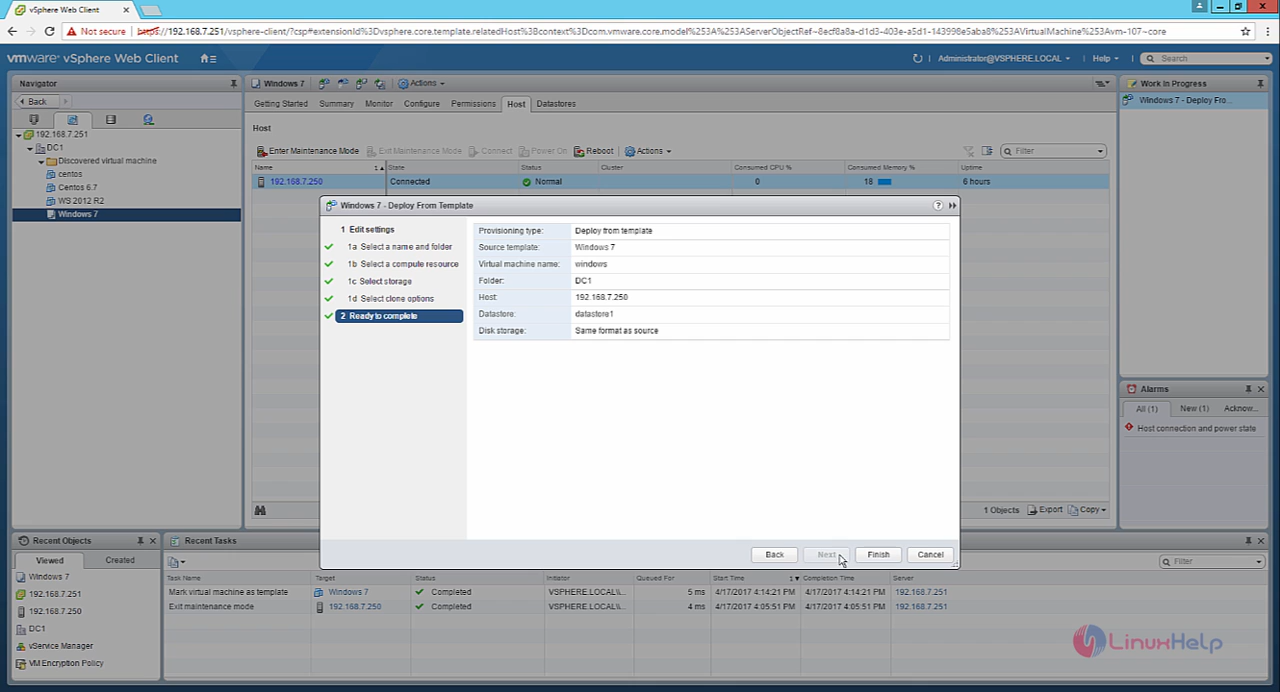 vSphere Web Client
Not secure
https://192.168.7.251/vsphere-client/?csp#extensionId%3Dvsphere.core.template.relatedHost%3Bcontext%3Dcom.vmware.core.model%253A%253AServerObjectRef~8ecf8a8a-d1d3-403e-a5d1-143998e5aba8%253AVirtualMachine%253Avm-107~core
vmware® vSphere Web Client
Administrator@VSPHERE.LOCAL
Help
Search
Navigator
Back
192.168.7.251
DC1
Discovered virtual machine
centos
Centos 6.7
WS 2012 R2
Windows 7
Windows 7
Actions
Getting Started Summary Monitor Configure Permissions Host Datastores
Host
Enter Maintenance Mode Exit Maintenance Mode Connect Power On Reboot Actions
Filter
Name 1 State Status Cluster Consumed CPU % Consumed Memory % Uptime
192.168.7.250 Connected Normal 0 18 6 hours
Windows 7 - Deploy From Template
1 Edit settings
1a Select a name and folder
1b Select a compute resource
1c Select storage
1d Select clone options
2 Ready to complete
Provisioning type: Deploy from template
Source template: Windows 7
Virtual machine name: windows
Folder: DC1
Host: 192.168.7.250
Datastore: datastore1
Disk storage: Same format as source
Back Next Finish Cancel
1 Objects Export Copy
Work In Progress
Windows 7 - Deploy Fro...
Alarms
All (1) New (1) Acknow...
Host connection and power state
Recent Objects
Viewed Created
Windows 7
192.168.7.251
192.168.7.250
DC1
vService Manager
VM Encryption Policy
Recent Tasks
Filter
Task Name Target Status Initiator Queued For Start Time 1 Completion Time Server
Mark virtual machine as template Windows 7 Completed VSPHERE.LOCAL\... 5 ms 4/17/2017 4:14:21 PM 4/17/2017 4:14:21 PM 192.168.7.251
Exit maintenance mode 192.168.7.250 Completed VSPHERE.LOCAL\... 4 ms 4/17/2017 4:05:51 PM 4/17/2017 4:05:51 PM 192.168.7.251
LinuxHelp